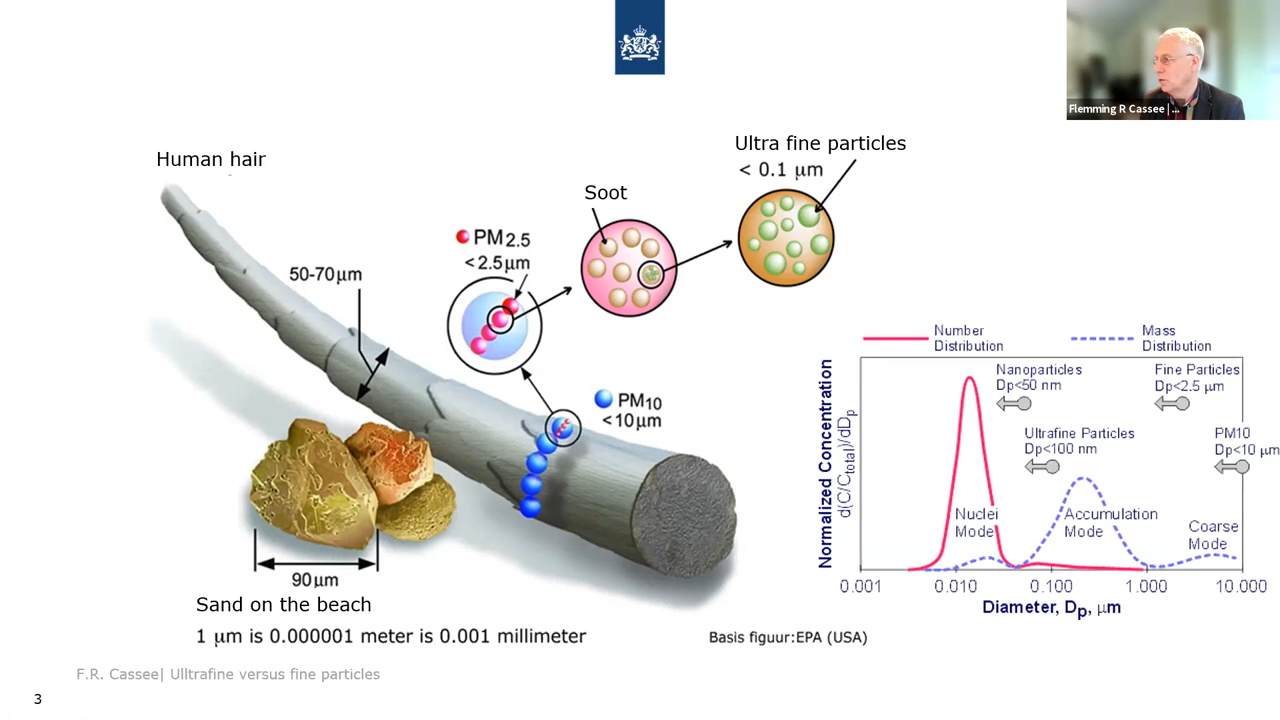 Flemming R Cassee | ...
Human hair
50-70µm
PM2.5
<2.5µm
Soot
Ultra fine particles
< 0.1 µm
PM10
<10µm
90µm
Sand on the beach
1 µm is 0.000001 meter is 0.001 millimeter
Basis figuur:EPA (USA)
Number
Distribution
Mass
Distribution
Nanoparticles
Dp<50 nm
Fine Particles
Dp<2.5 µm
Ultrafine Particles
Dp<100 nm
PM10
Dp<10 µm
Nuclei
Mode
Accumulation
Mode
Coarse
Mode
Normalized Concentration
d(C/Ctotal)/dDp
0.001 0.010 0.100 1.000 10.000
Diameter, Dp, µm
F.R. Cassee| Ulltrafine versus fine particles
3